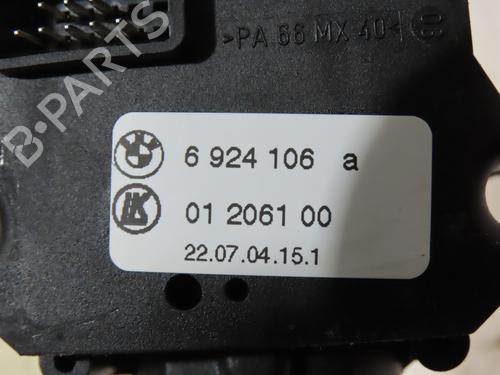 >PA 66 MX 40<
6 924 106 a
01 2061 00
22.07.04.15.1
B-PARTS